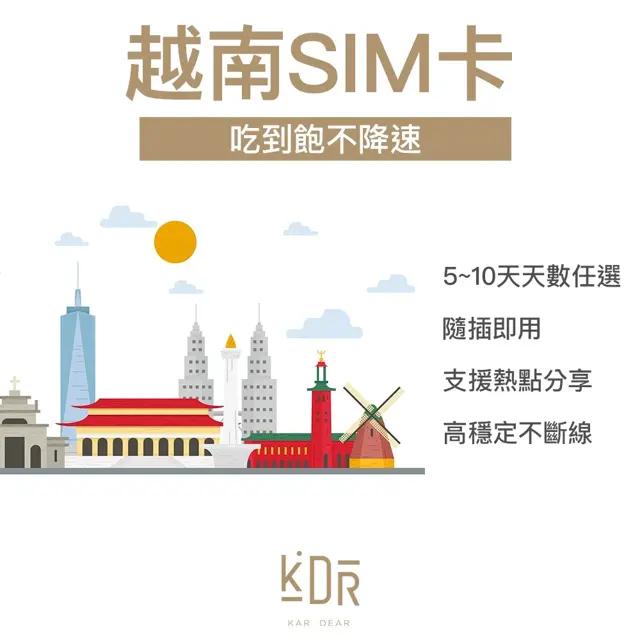 越南SIM卡
吃到飽不降速
5~10天天數任選
隨插即用
支援熱點分享
高穩定不斷線
KDR
KAR DEAR